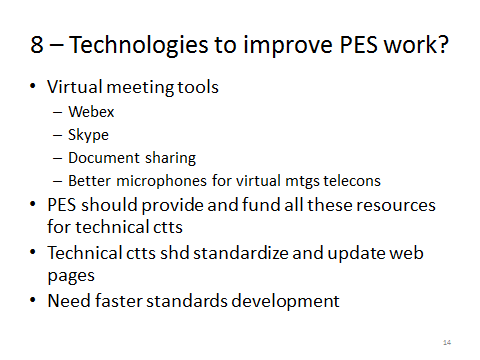 8 – Technologies to improve PES work?
• Virtual meeting tools
– Webex
– Skype
– Document sharing
– Better microphones for virtual mtgs telecons
• PES should provide and fund all these resources
for technical ctts
• Technical ctts shd standardize and update web
pages
• Need faster standards development
14